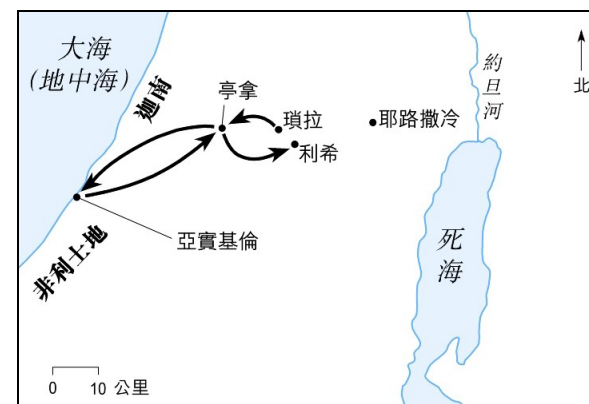 大海
(地中海)
迦南
亭拿
瑣拉
利希
耶路撒冷
約旦河
北
亞實基倫
非利士地
死海
0 10 公里